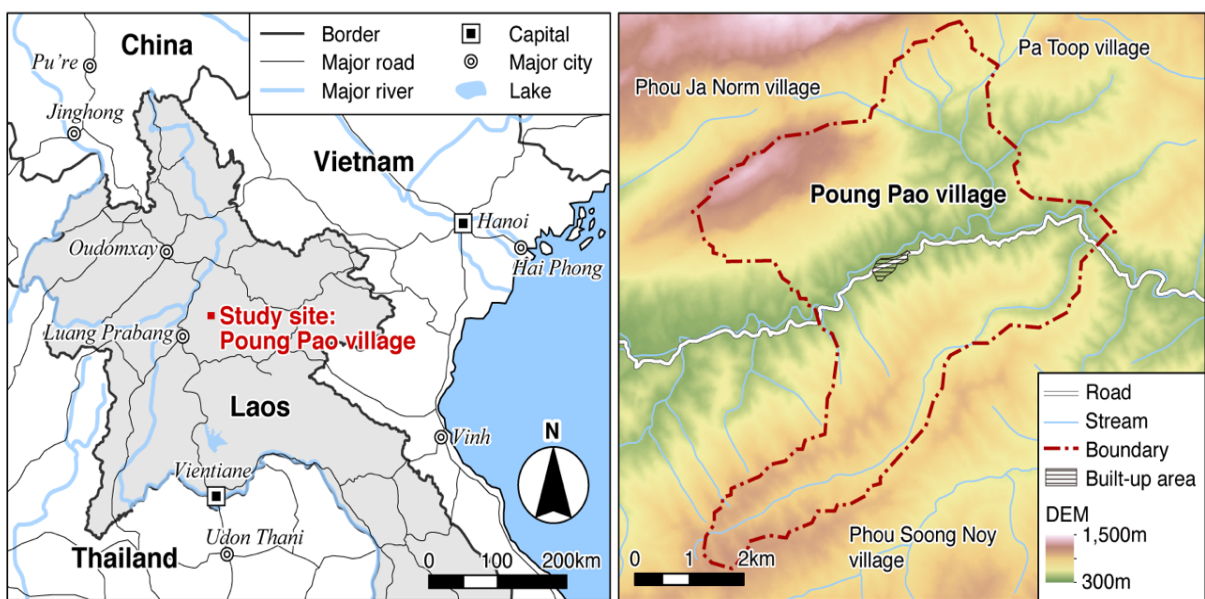 China
Pu're
Jinghong
Border
Major road
Major river
Capital
Major city
Lake
Vietnam
Hanoi
Hai Phong
Oudomxay
Study site:
Poung Pao village
Luang Prabang
Laos
Vinh
N
Vientiane
Udon Thani
Thailand
0 100 200km
Pa Toop village
Phou Ja Norm village
Poung Pao village
Road
Stream
Boundary
Built-up area
DEM
1,500m
300m
Phou Soong Noy
village
0 1 2km